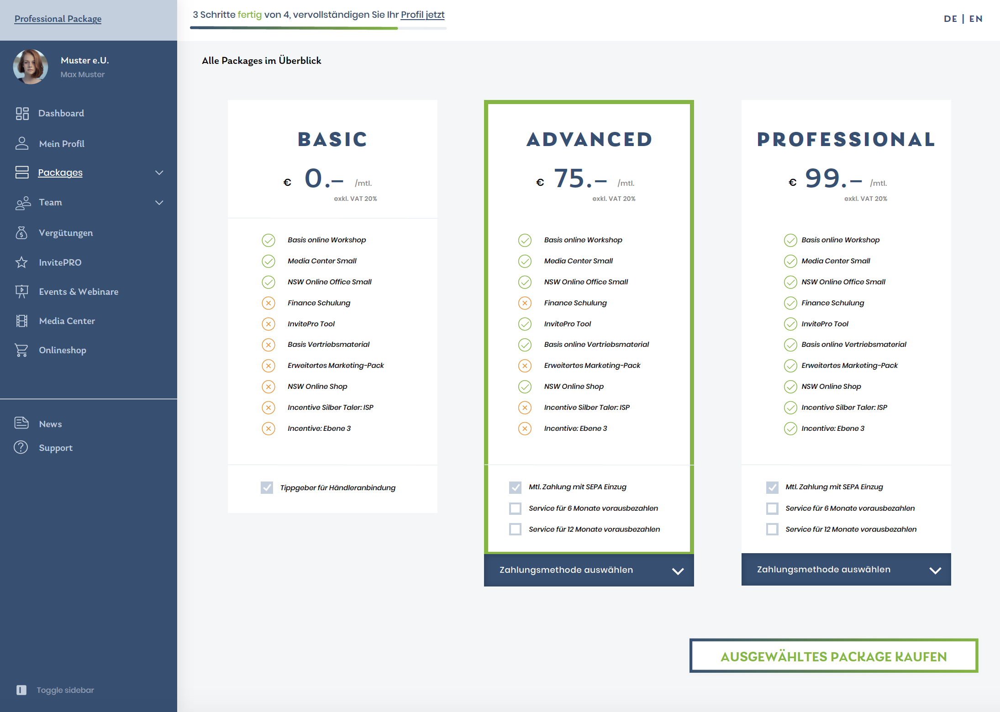 Professional Package
3 Schritte fertig von 4, vervollständigen Sie Ihr Profil jetzt
DE | EN
Muster e.U.
Max Muster
Dashboard
Mein Profil
Packages
Team
Vergütungen
InvitePRO
Events & Webinare
Media Center
Onlineshop
News
Support
Toggle sidebar
Alle Packages im Überblick
BASIC
€ 0.– /mtl.
exkl. VAT 20%
Basis online Workshop
Media Center Small
NSW Online Office Small
Finance Schulung
InvitePro Tool
Basis Vertriebsmaterial
Erweitertes Marketing-Pack
NSW Online Shop
Incentive Silber Taler: ISP
Incentive: Ebene 3
Tippgeber für Händleranbindung
ADVANCED
€ 75.– /mtl.
exkl. VAT 20%
Basis online Workshop
Media Center Small
NSW Online Office Small
Finance Schulung
InvitePro Tool
Basis online Vertriebsmaterial
Erweitertes Marketing-Pack
NSW Online Shop
Incentive Silber Taler: ISP
Incentive: Ebene 3
Mtl. Zahlung mit SEPA Einzug
Service für 6 Monate vorausbezahlen
Service für 12 Monate vorausbezahlen
Zahlungsmethode auswählen
PROFESSIONAL
€ 99.– /mtl.
exkl. VAT 20%
Basis online Workshop
Media Center Small
NSW Online Office Small
Finance Schulung
InvitePro Tool
Basis online Vertriebsmaterial
Erweitertes Marketing-Pack
NSW Online Shop
Incentive Silber Taler: ISP
Incentive: Ebene 3
Mtl. Zahlung mit SEPA Einzug
Service für 6 Monate vorausbezahlen
Service für 12 Monate vorausbezahlen
Zahlungsmethode auswählen
AUSGEWÄHLTES PACKAGE KAUFEN